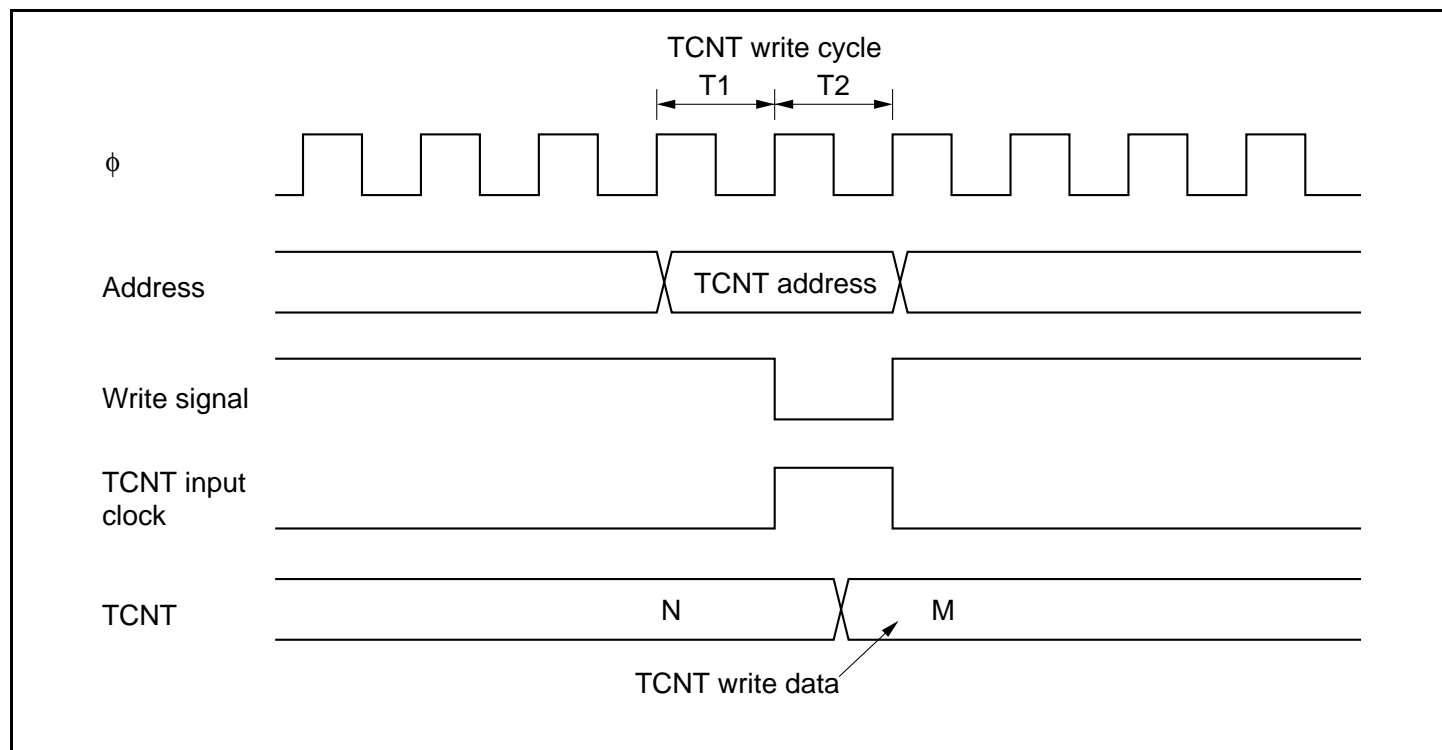 TCNT write cycle
T1 T2
ϕ
Address
TCNT address
Write signal
TCNT input
clock
TCNT
N M
TCNT write data